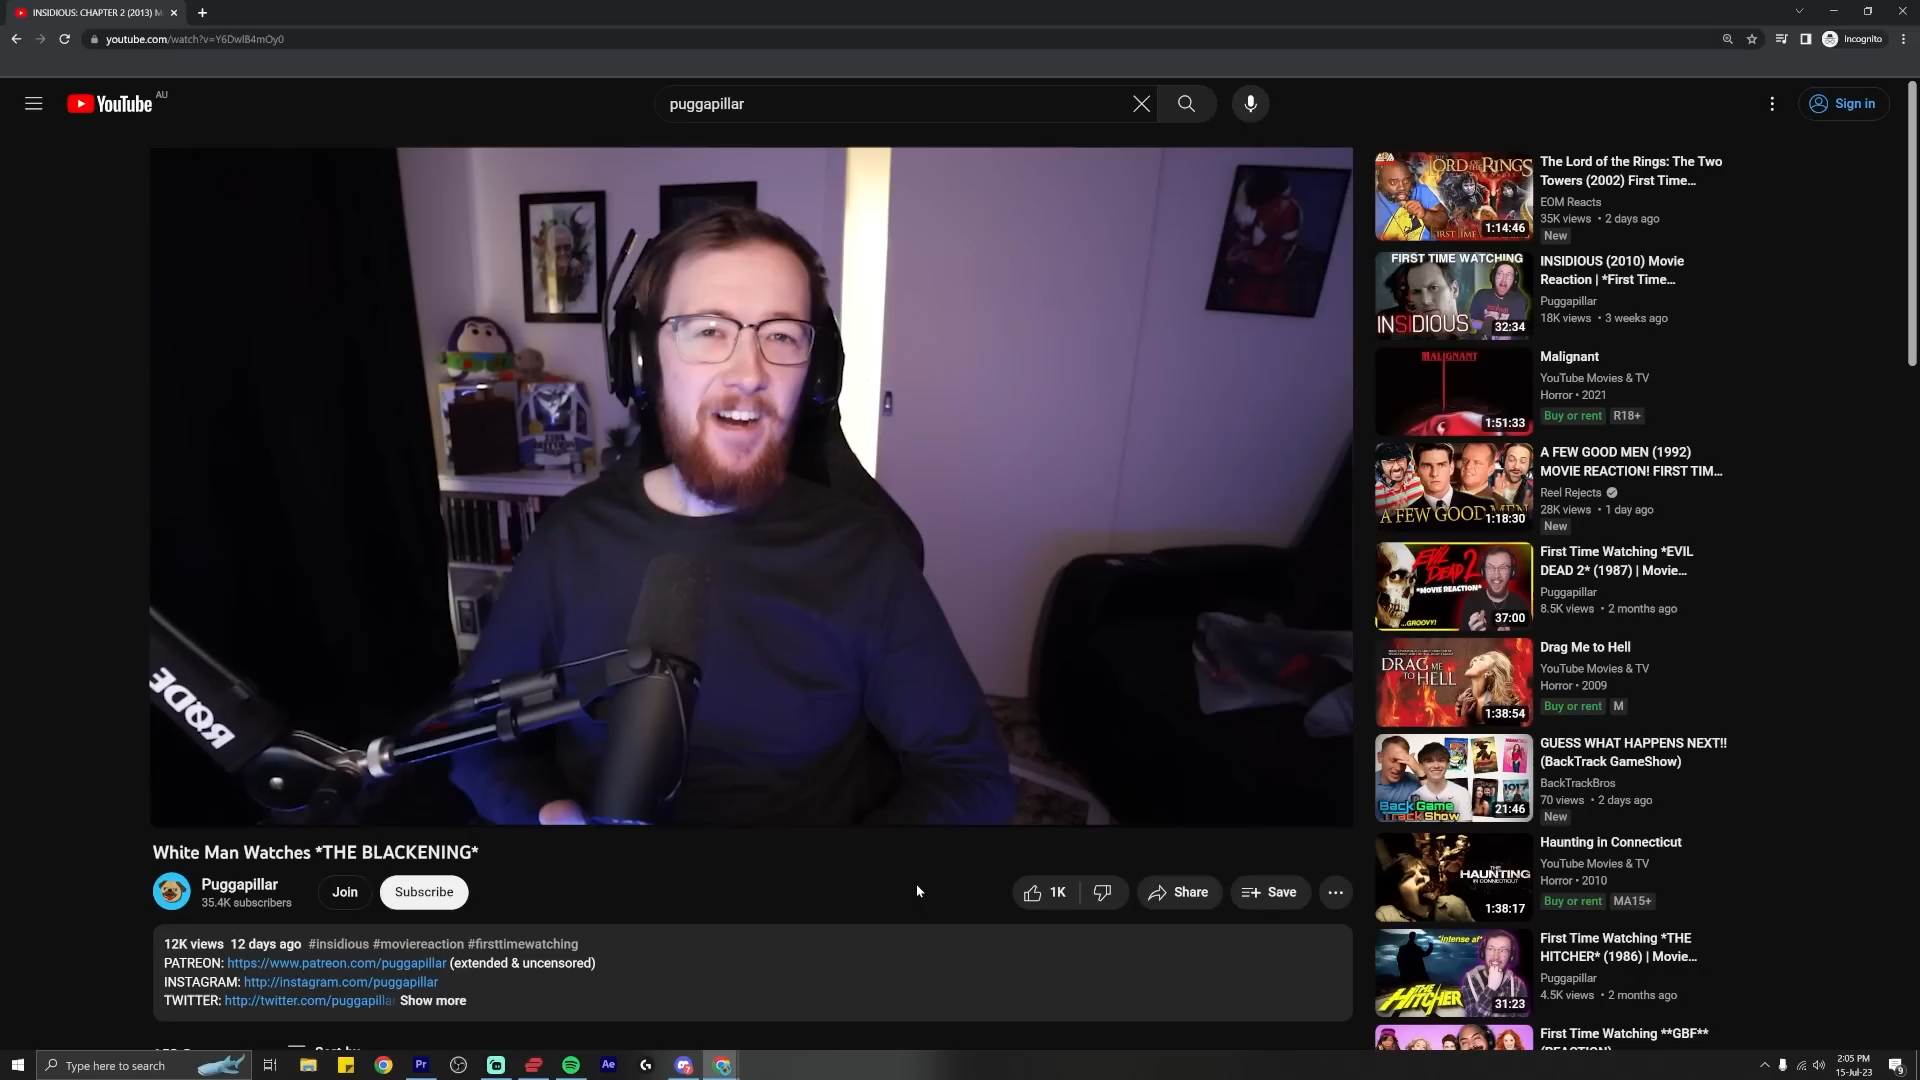 INSIDIOUS: CHAPTER 2 (2013) M
youtube.com/watch?v=Y6DwIB4mOy0
Incognito
YouTube AU
puggapillar
Sign in
RODE
White Man Watches *THE BLACKENING*
Puggapillar
35.4K subscribers
Join
Subscribe
1K
Share
Save
12K views 12 days ago #insidious #moviereaction #firsttimewatching
PATREON: https://www.patreon.com/puggapillar (extended & uncensored)
INSTAGRAM: http://instagram.com/puggapillar
TWITTER: http://twitter.com/puggapilla Show more
LORD OF THE RINGS
1:14:46
The Lord of the Rings: The Two
Towers (2002) First Time...
EOM Reacts
35K views • 2 days ago
New
FIRST TIME WATCHING
INSIDIOUS
32:34
INSIDIOUS (2010) Movie
Reaction | *First Time...
Puggapillar
18K views • 3 weeks ago
MALIGNANT
1:51:33
Malignant
YouTube Movies & TV
Horror • 2021
Buy or rent R18+
A FEW GOOD MEN
1:18:30
A FEW GOOD MEN (1992)
MOVIE REACTION! FIRST TIM...
Reel Rejects
28K views • 1 day ago
New
EVIL DEAD 2
*MOVIE REACTION*
...GROOVY!
37:00
First Time Watching *EVIL
DEAD 2* (1987) | Movie...
Puggapillar
8.5K views • 2 months ago
DRAG ME TO HELL
1:38:54
Drag Me to Hell
YouTube Movies & TV
Horror • 2009
Buy or rent M
Back Game
Track Show
21:46
GUESS WHAT HAPPENS NEXT!!
(BackTrack GameShow)
BackTrackBros
70 views • 2 days ago
New
THE HAUNTING IN CONNECTICUT
1:38:17
Haunting in Connecticut
YouTube Movies & TV
Horror • 2010
Buy or rent MA15+
*intense af*
THE HITCHER
31:23
First Time Watching *THE
HITCHER* (1986) | Movie...
Puggapillar
4.5K views • 2 months ago
First Time Watching **GBF**
Type here to search
Pr
Ae
2:05 PM
15-Jul-23
9